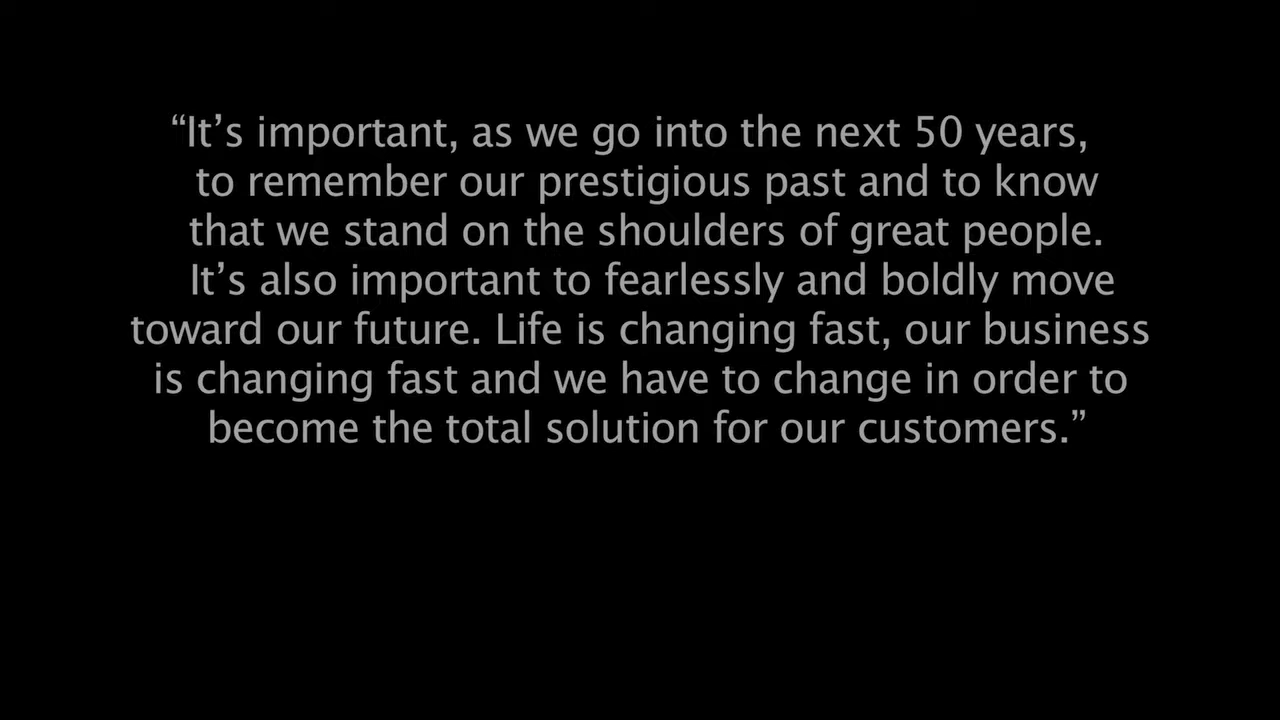 “It’s important, as we go into the next 50 years,
to remember our prestigious past and to know
that we stand on the shoulders of great people.
It’s also important to fearlessly and boldly move
toward our future. Life is changing fast, our business
is changing fast and we have to change in order to
become the total solution for our customers.”